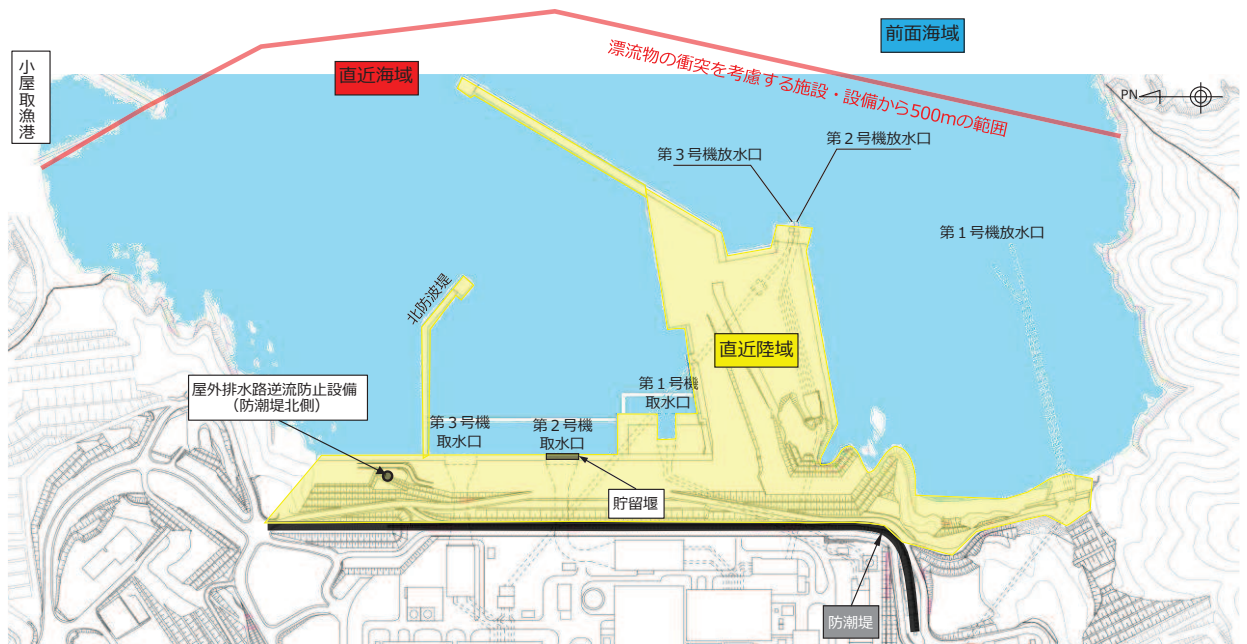 前面海域
小屋取漁港
直近海域
漂流物の衝突を考慮する施設・設備から500mの範囲
PN
第3号機放水口
第2号機放水口
第1号機放水口
北防波堤
直近陸域
屋外排水路逆流防止設備
(防潮堤北側)
第1号機
取水口
第3号機
取水口
第2号機
取水口
貯留堰
防潮堤